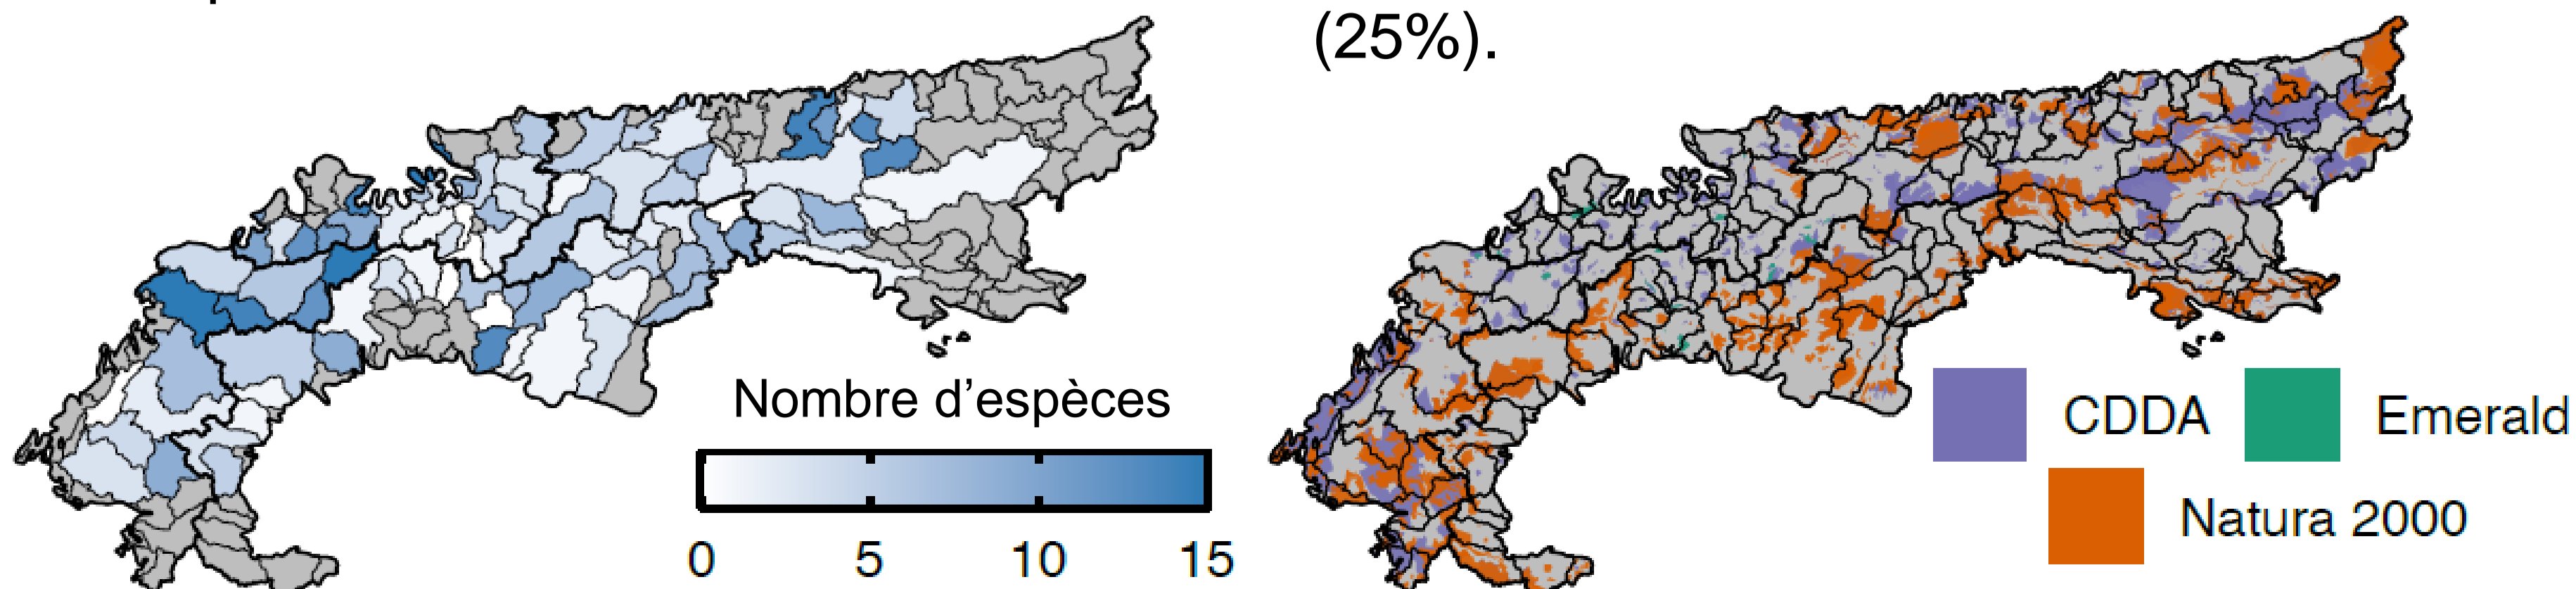 (25%).
Nombre d’espèces
0 5 10 15
CDDA Emerald
Natura 2000